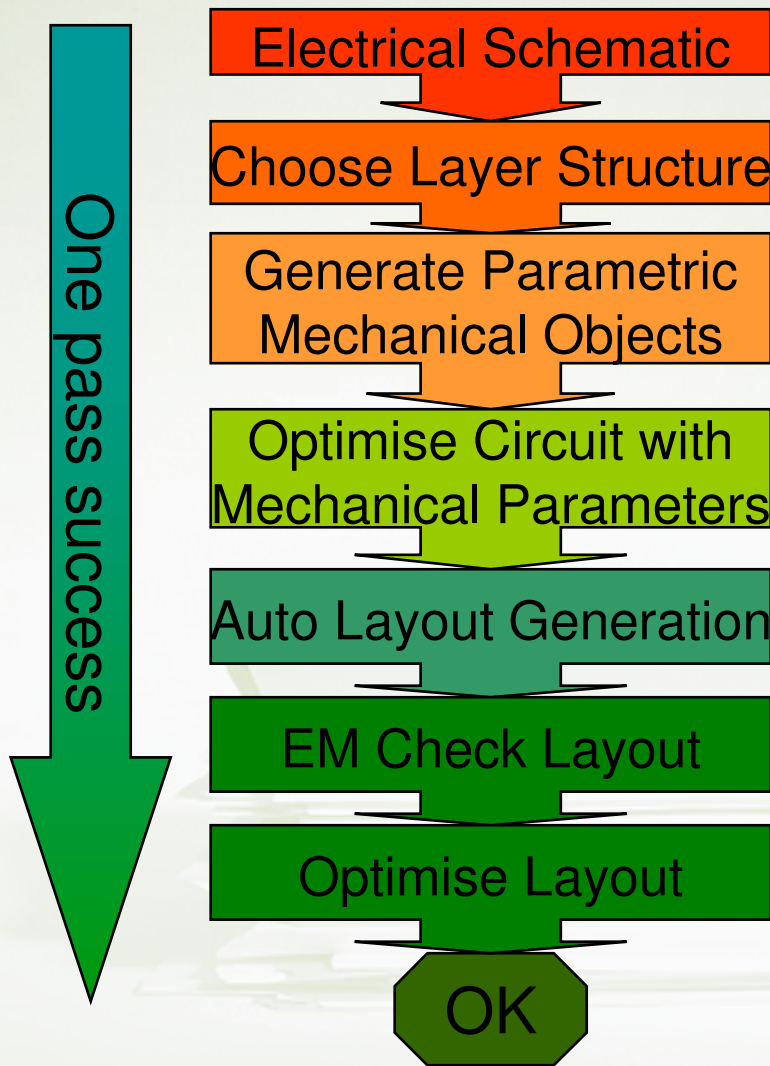 One pass success
Electrical Schematic
Choose Layer Structure
Generate Parametric
Mechanical Objects
Optimise Circuit with
Mechanical Parameters
Auto Layout Generation
EM Check Layout
Optimise Layout
OK